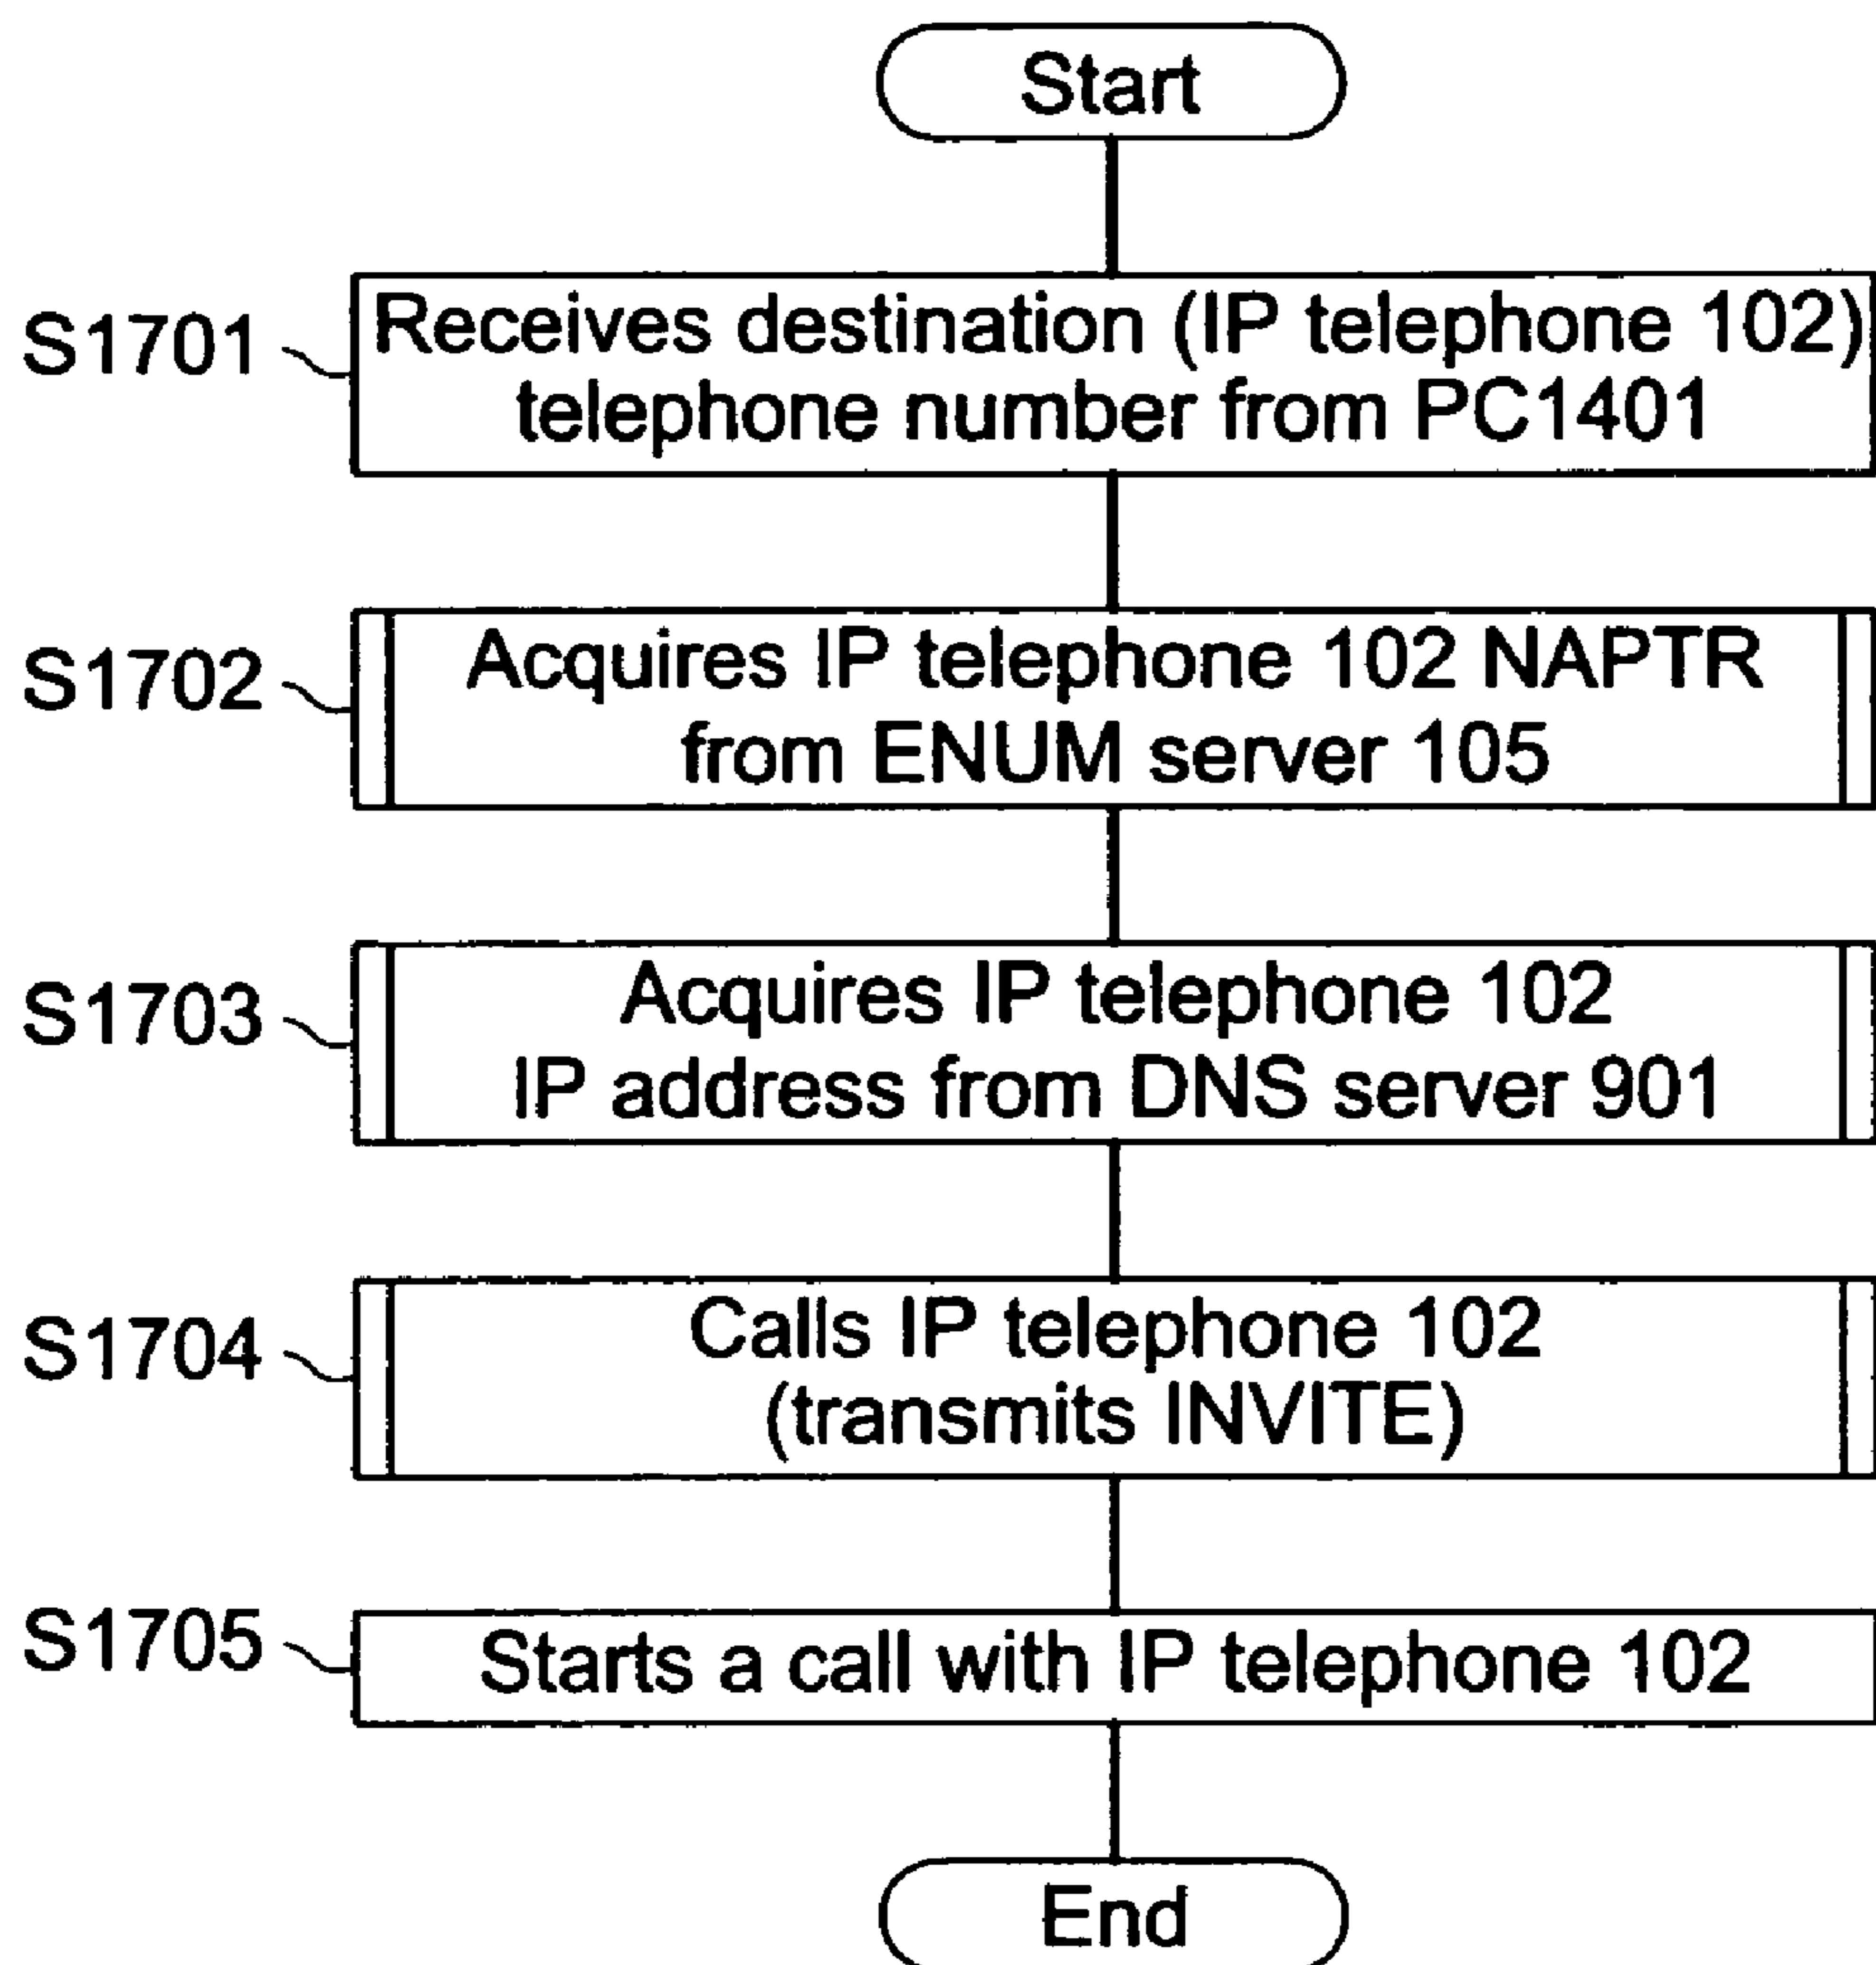 Start
S1701
Receives destination (IP telephone 102)
telephone number from PC1401
S1702
Acquires IP telephone 102 NAPTR
from ENUM server 105
S1703
Acquires IP telephone 102
IP address from DNS server 901
S1704
Calls IP telephone 102
(transmits INVITE)
S1705
Starts a call with IP telephone 102
End